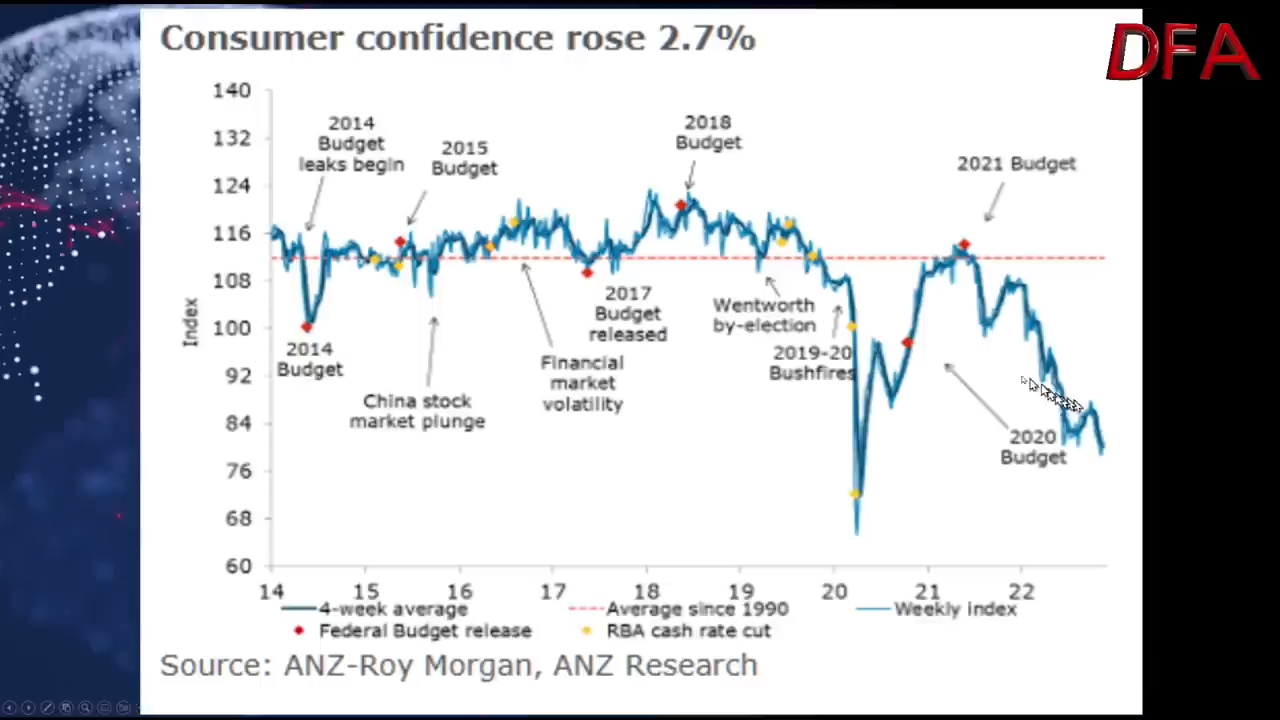 Consumer confidence rose 2.7%
DFA
140
132
124
116
108
100
92
84
76
68
60
Index
2014
Budget
leaks begin
2015
Budget
2018
Budget
2021 Budget
2014
Budget
China stock
market plunge
Financial
market
volatility
2017
Budget
released
Wentworth
by-election
2019-20
Bushfires
2020
Budget
14 15 16 17 18 19 20 21 22
4-week average Average since 1990 Weekly index
Federal Budget release RBA cash rate cut
Source: ANZ-Roy Morgan, ANZ Research